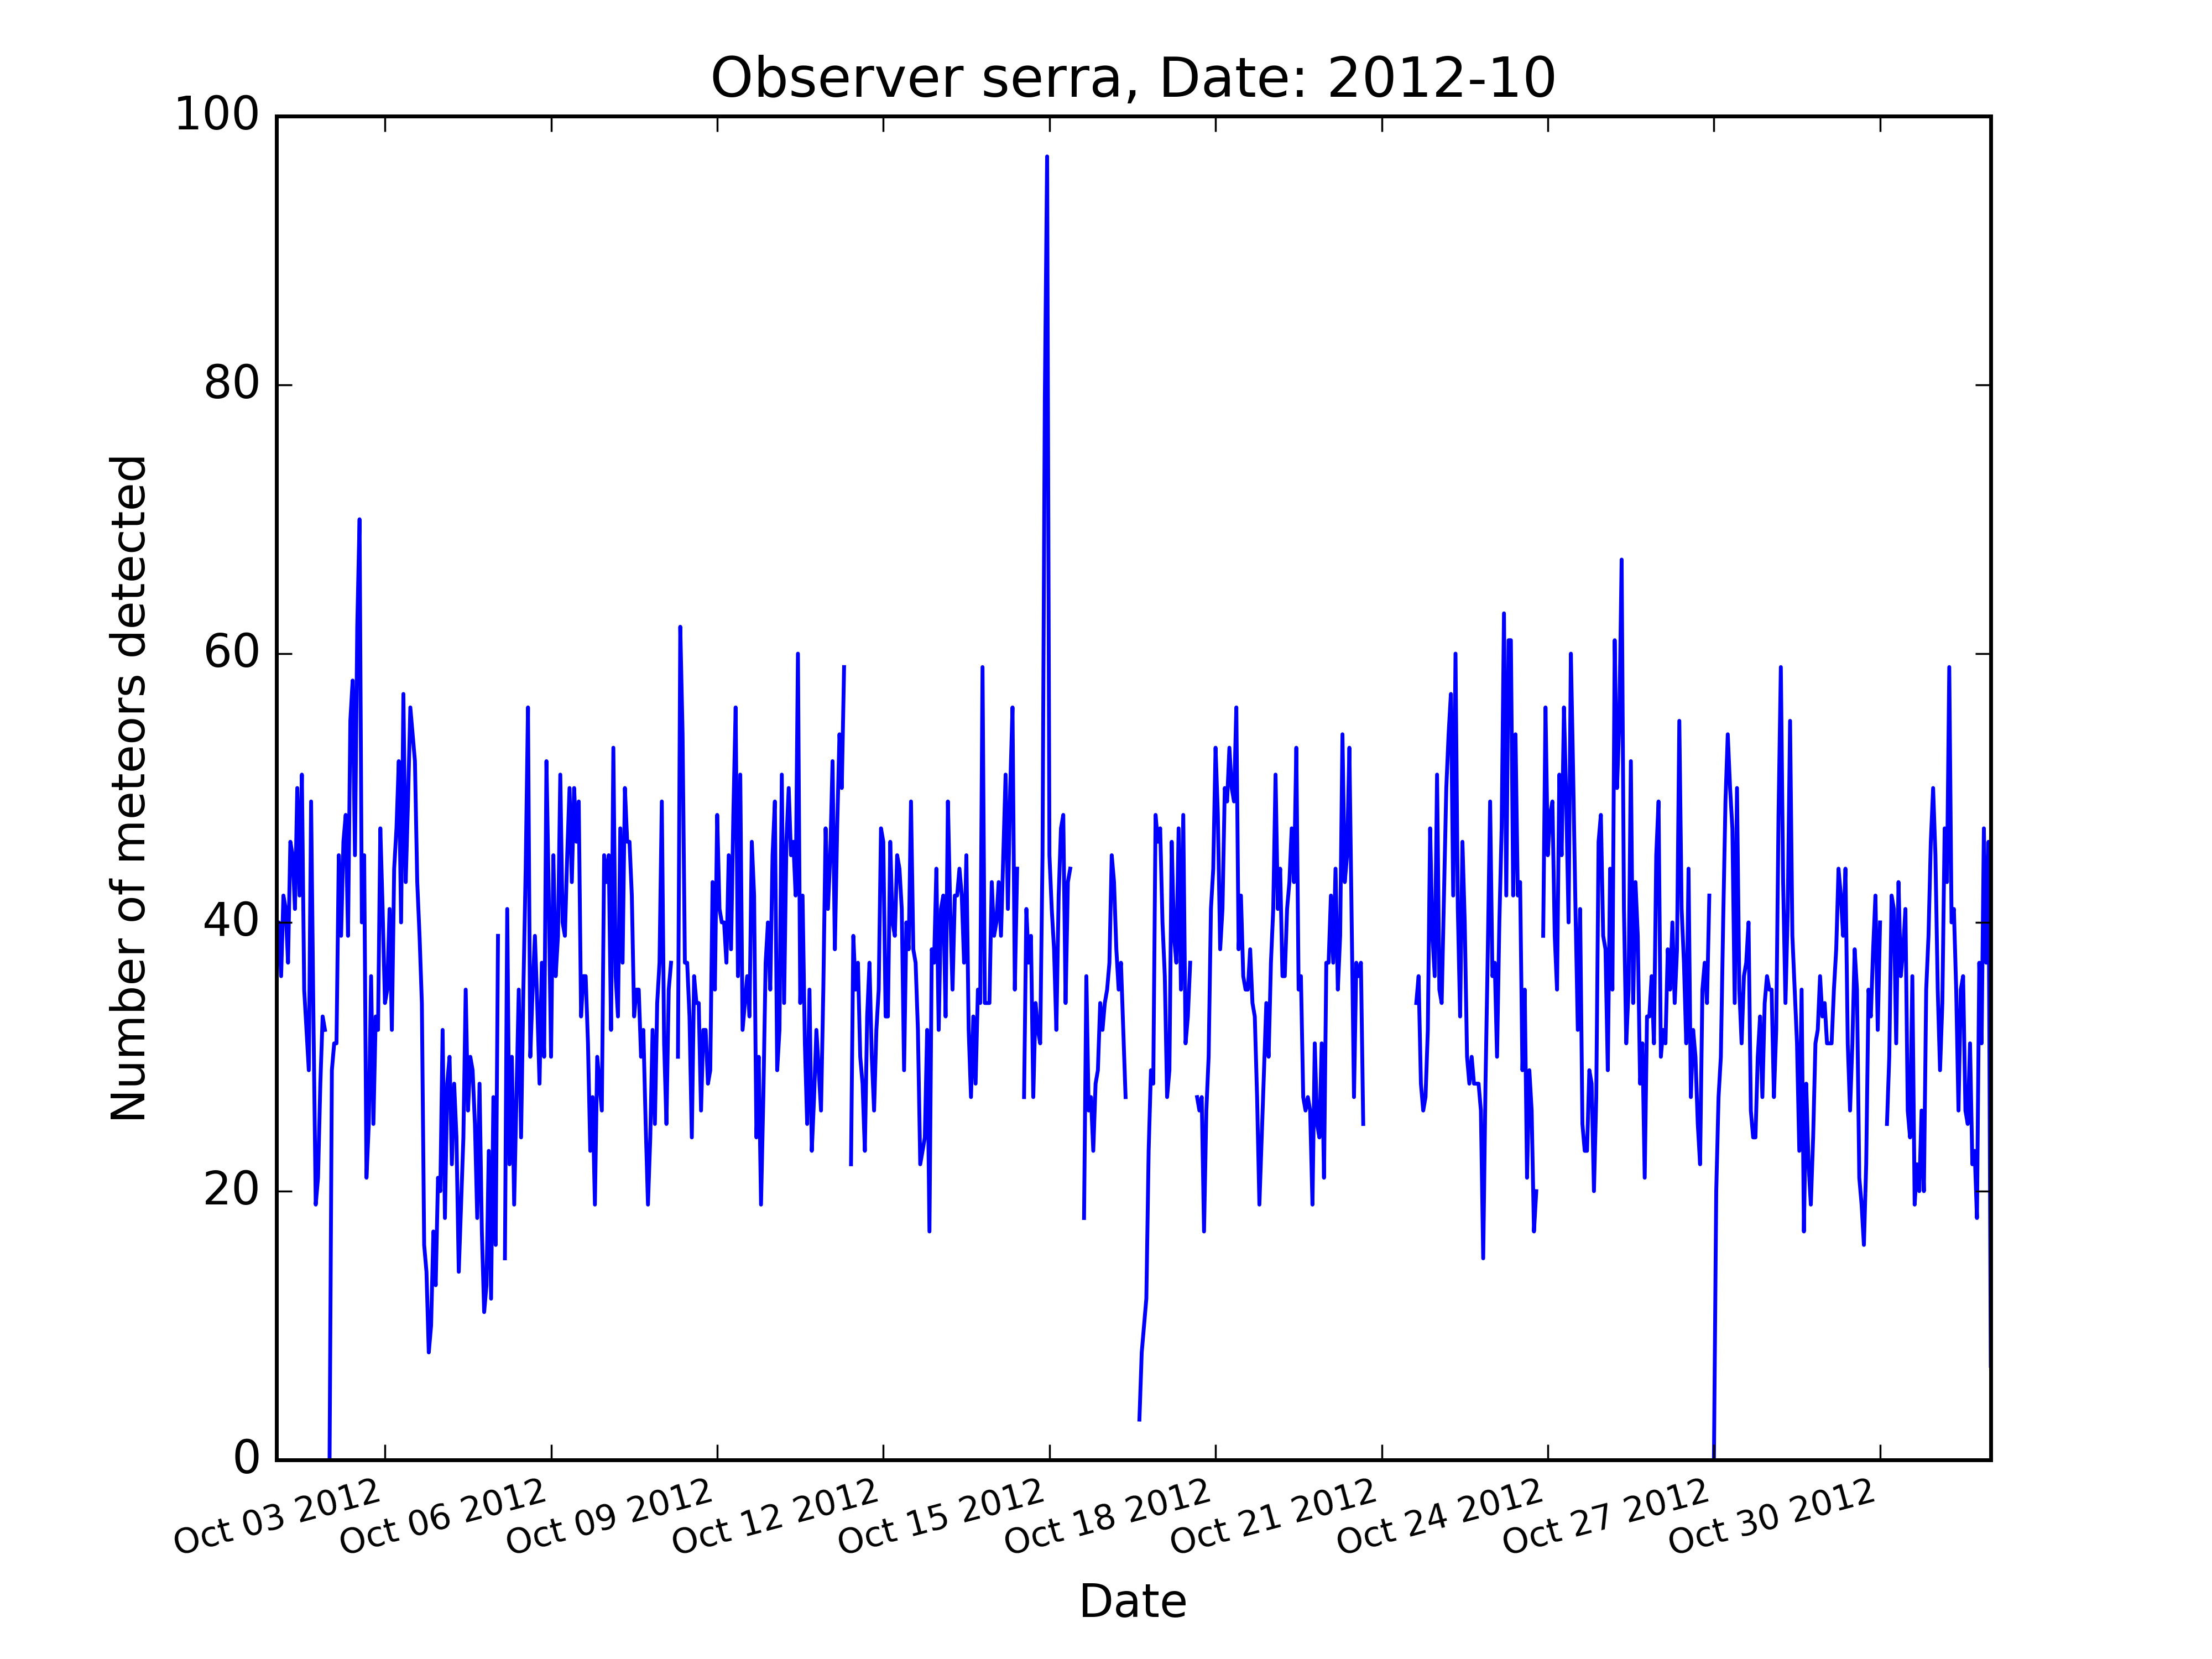 Observer serra, Date: 2012-10
100
80
60
40
20
0
Number of meteors detected
Oct 03 2012
Oct 06 2012
Oct 09 2012
Oct 12 2012
Oct 15 2012
Oct 18 2012
Oct 21 2012
Oct 24 2012
Oct 27 2012
Oct 30 2012
Date